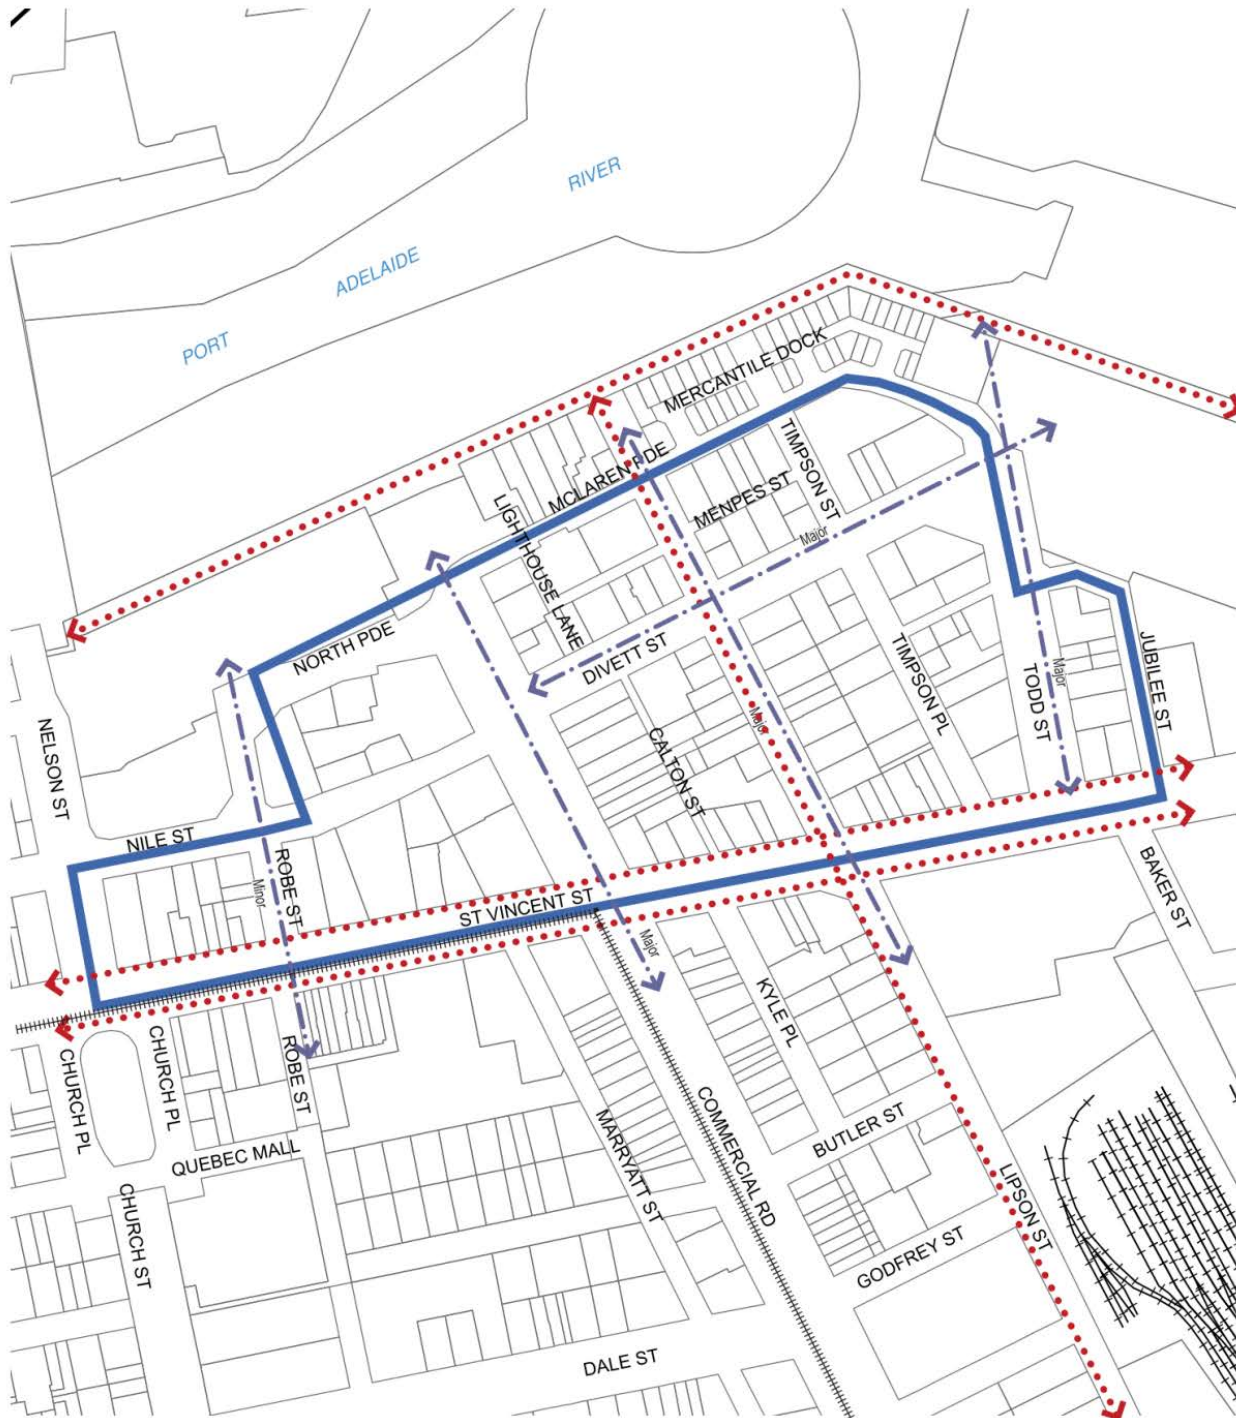 RIVER
ADELAIDE
PORT
MERCANTILE DOCK
MCLAREN PDE
TIMPSON ST
MENPES ST
LIGHTHOUSE LANE
Major
NORTH PDE
DIVETT ST
TIMPSON PL
JUBILEE ST
TODD ST
Major
NELSON ST
CALTON ST
Major
NILE ST
ROBE ST
Minor
ST VINCENT ST
BAKER ST
Major
KYLE PL
CHURCH PL
CHURCH PL
ROBE ST
COMMERCIAL RD
MARRYATT ST
BUTLER ST
QUEBEC MALL
CHURCH ST
LIPSON ST
GODFREY ST
DALE ST